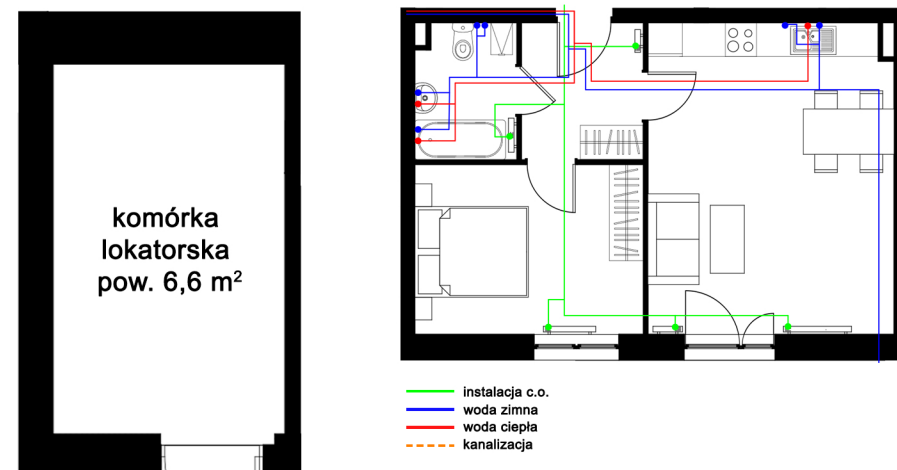 komórka
lokatorska
pow. 6,6 m²
instalacja c.o.
woda zimna
woda ciepła
kanalizacja